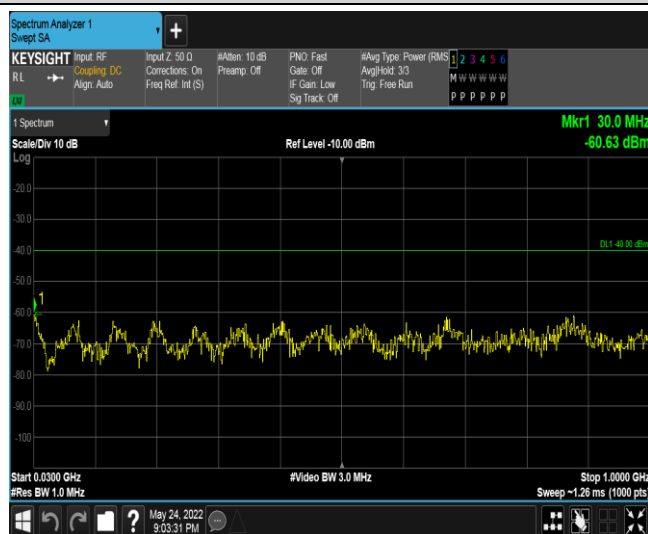 Spectrum Analyzer 1
Swept SA
+
KEYSIGHT
RL
LXI
Input: RF
Coupling: DC
Align: Auto
Input Z: 50 Ω
Corrections: On
Freq Ref: Int (S)
#Atten: 10 dB
Preamp: Off
PNO: Fast
Gate: Off
IF Gain: Low
Sig Track: Off
#Avg Type: Power (RMS
Avg|Hold: 3/3
Trig: Free Run
1 2 3 4 5 6
M W W W W W
P P P P P P
1 Spectrum
Mkr1 30.0 MHz
Scale/Div 10 dB
Ref Level -10.00 dBm
-60.63 dBm
Log
-20.0
-30.0
DL1 -40.00 dBm
-40.0
-50.0
1
-60.0
-70.0
-80.0
-90.0
-100
Start 0.0300 GHz
#Video BW 3.0 MHz
Stop 1.0000 GHz
#Res BW 1.0 MHz
Sweep ~1.26 ms (1000 pts)
?
May 24, 2022
9:03:31 PM